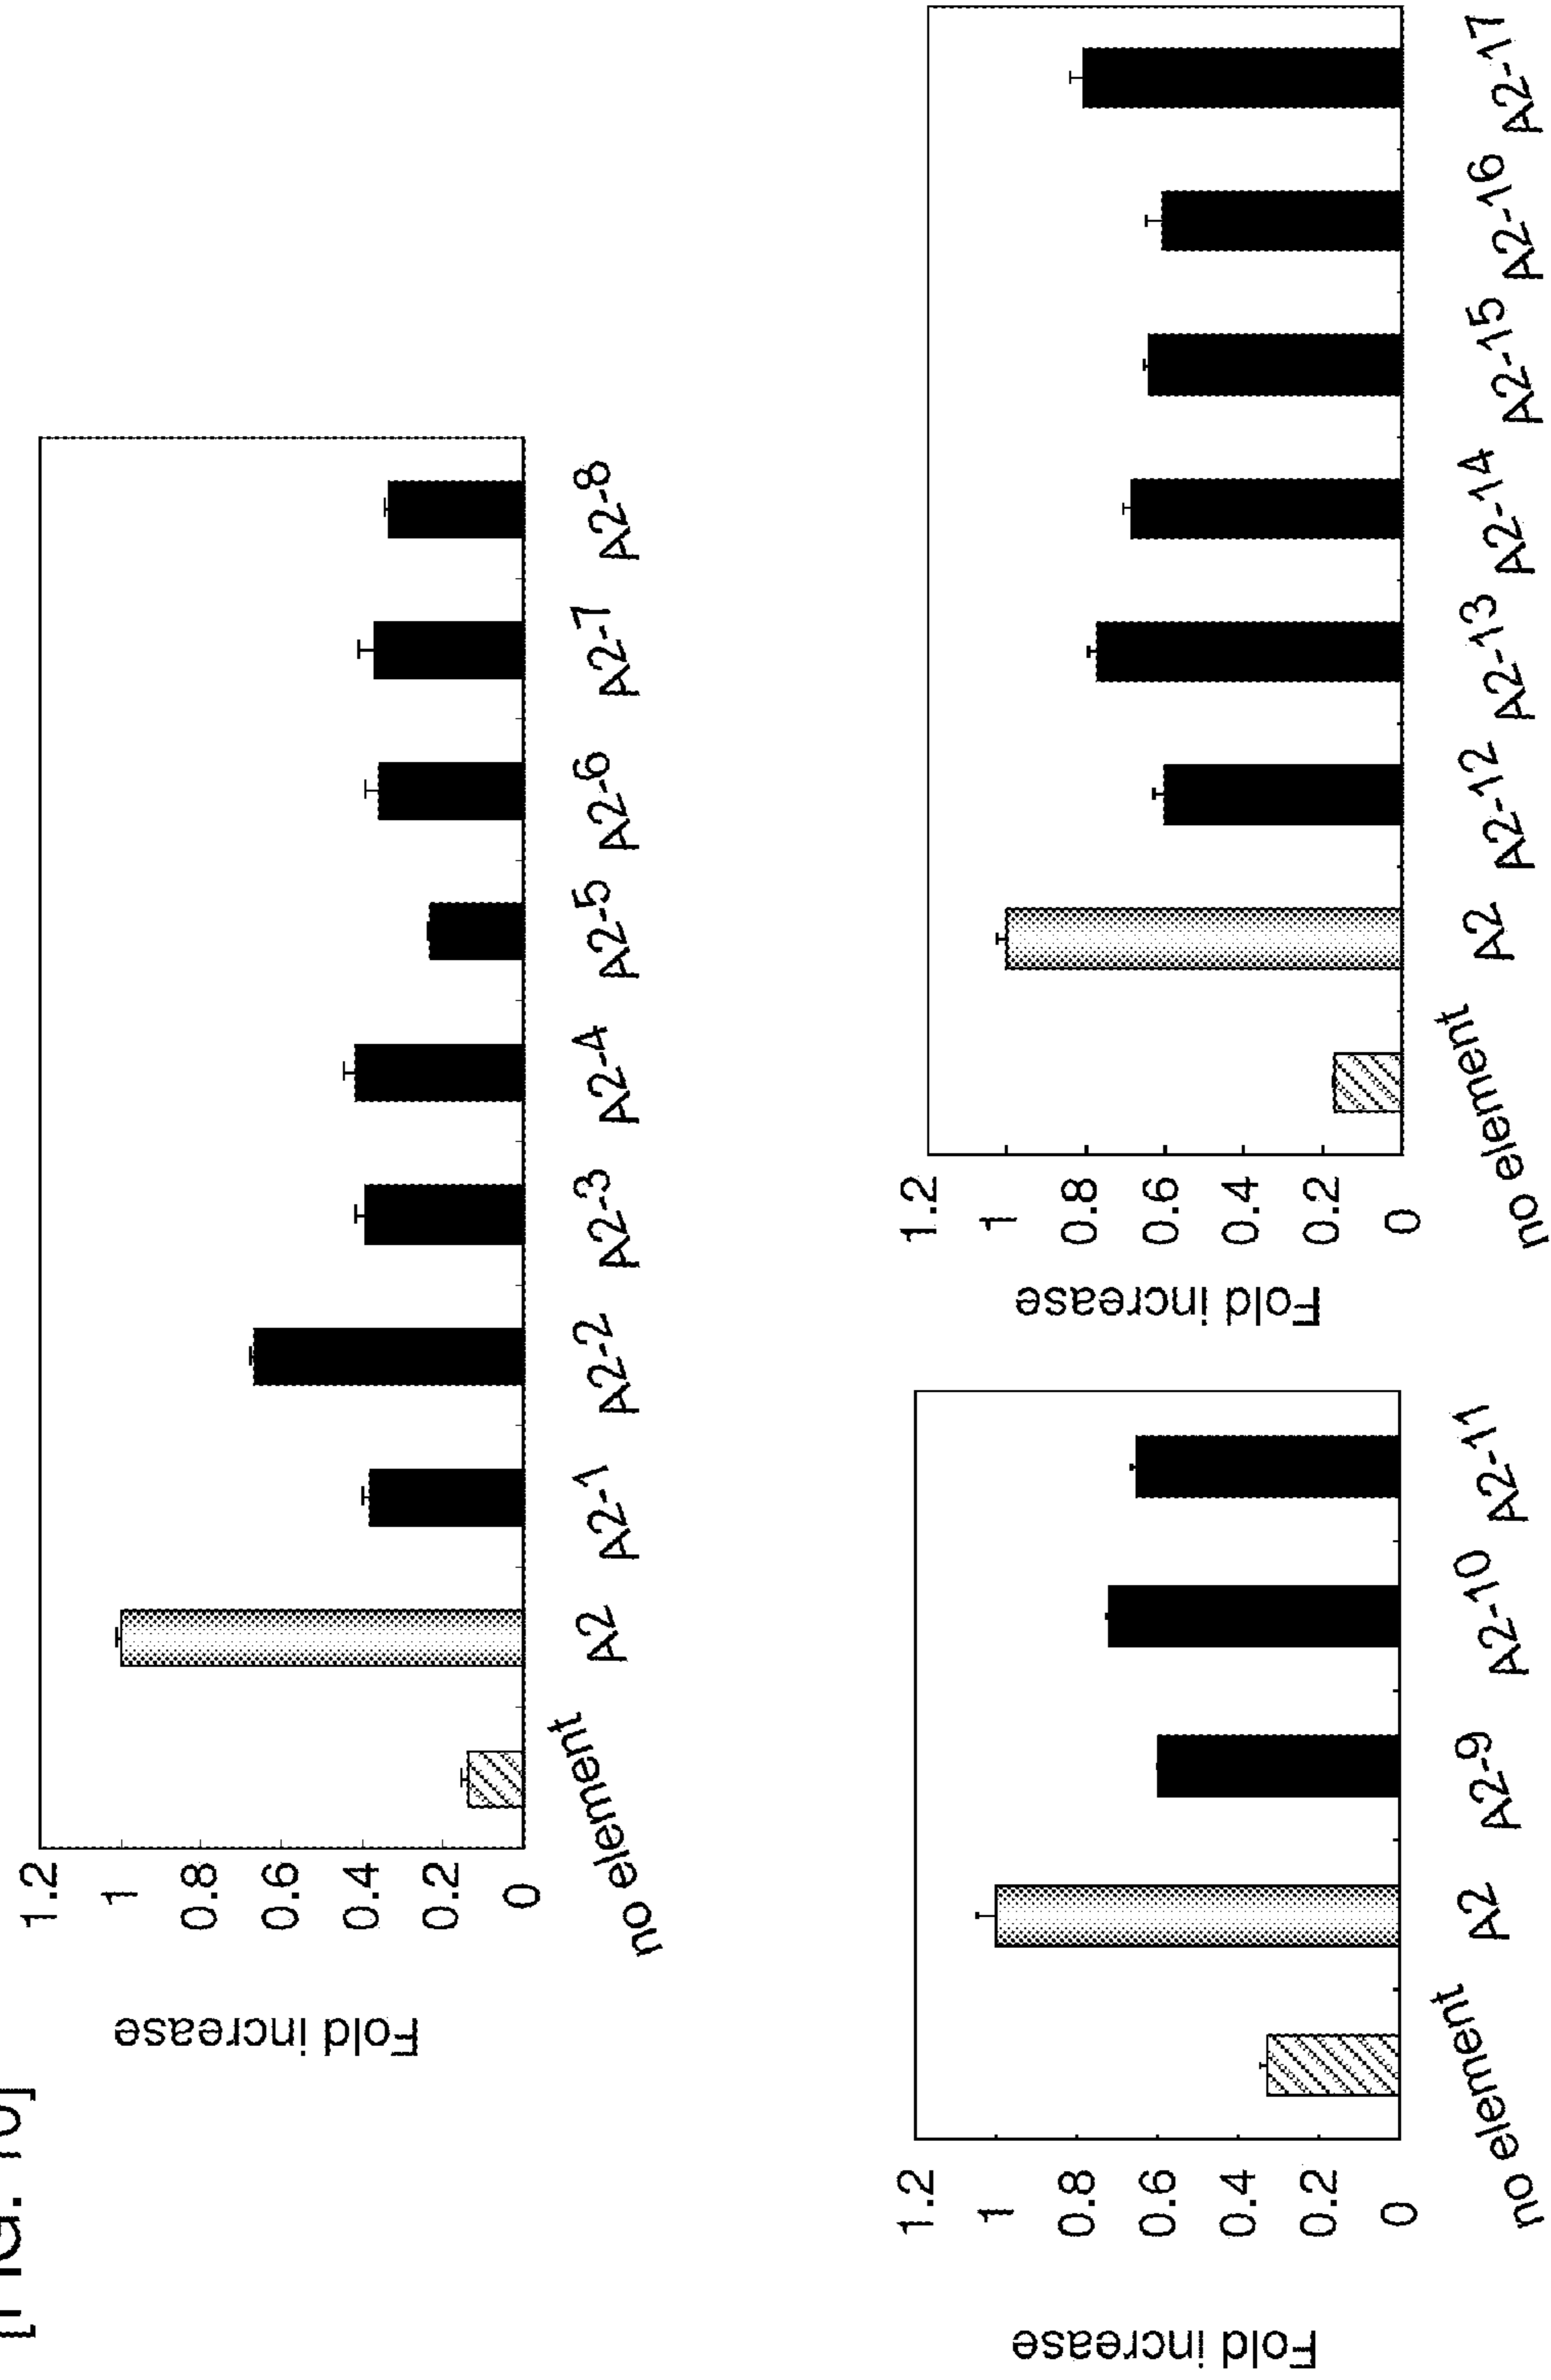 Fold increase
1.2
1
0.8
0.6
0.4
0.2
0
no element
A2
A2-1
A2-2
A2-3
A2-4
A2-5
A2-6
A2-7
A2-8
Fold increase
1.2
1
0.8
0.6
0.4
0.2
0
no element
A2
A2-9
A2-10
A2-11
Fold increase
1.2
1
0.8
0.6
0.4
0.2
0
no element
A2
A2-12
A2-13
A2-14
A2-15
A2-16
A2-17